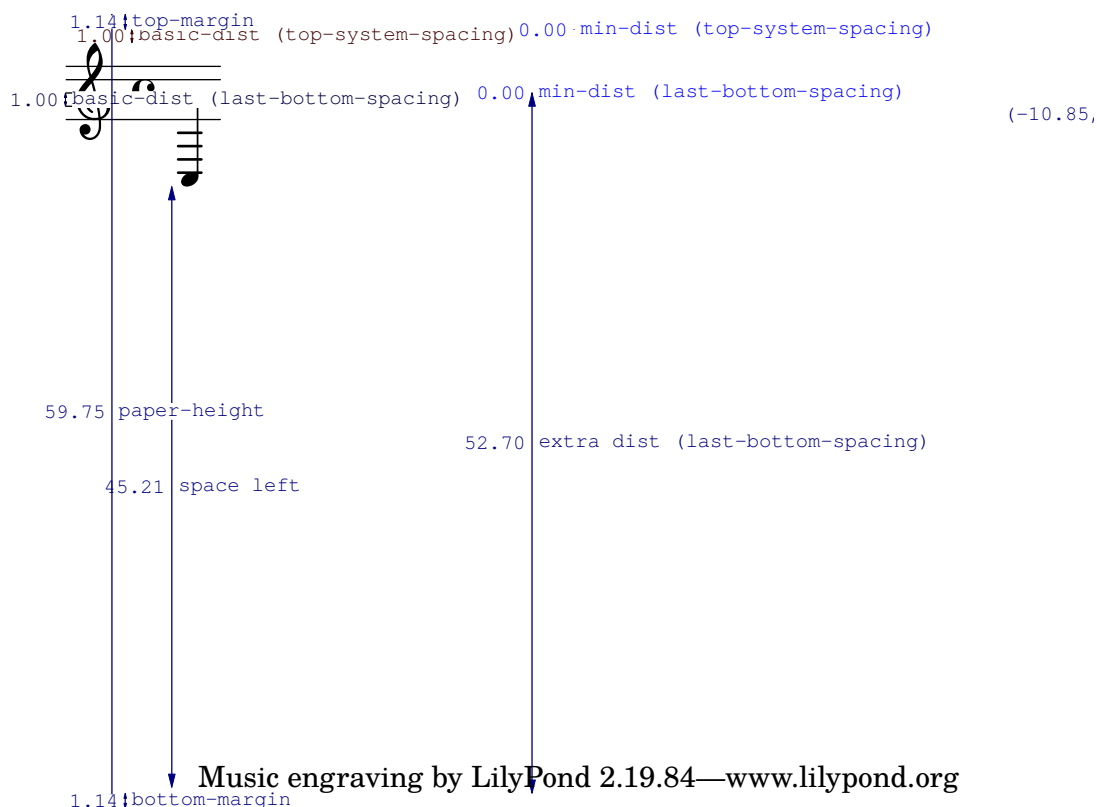 1.14 top-margin
1.00 basic-dist (top-system-spacing) 0.00 min-dist (top-system-spacing)
1.00 basic-dist (last-bottom-spacing) 0.00 min-dist (last-bottom-spacing)
(-10.85,
59.75 paper-height
52.70 extra dist (last-bottom-spacing)
45.21 space left
Music engraving by LilyPond 2.19.84—www.lilypond.org
1.14 bottom-margin